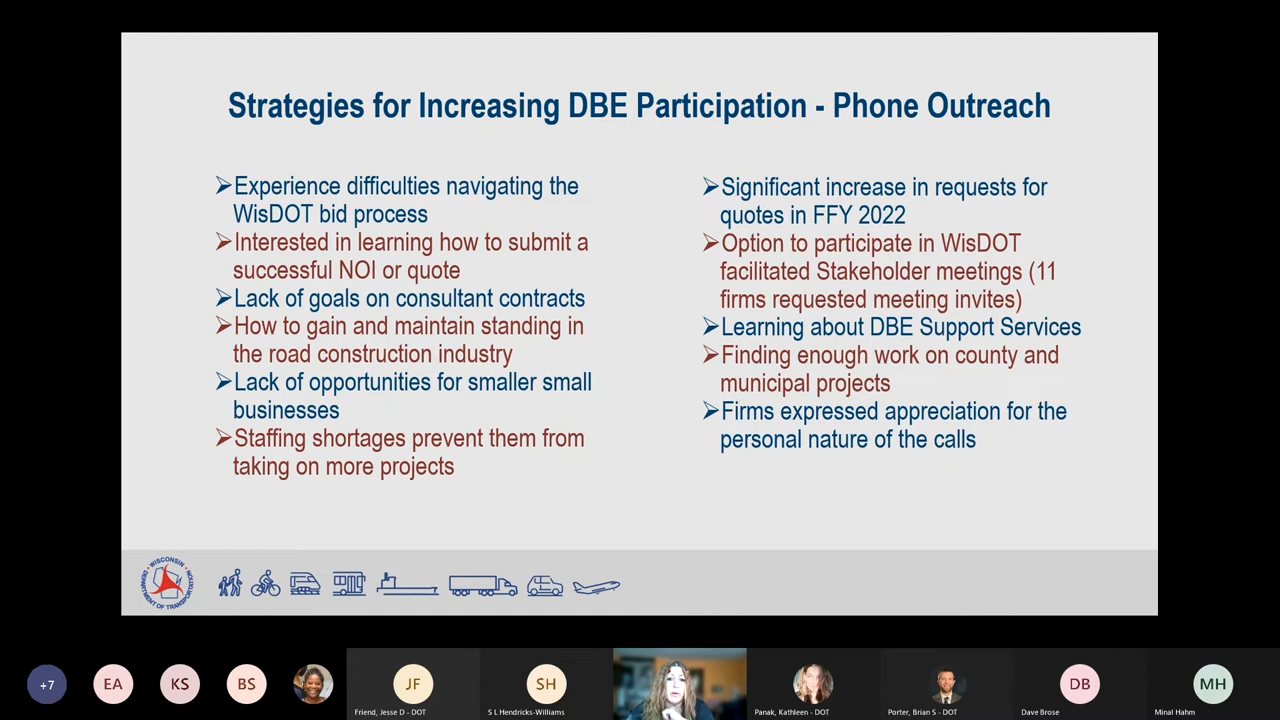 Strategies for Increasing DBE Participation - Phone Outreach
➢Experience difficulties navigating the
WisDOT bid process
➢Interested in learning how to submit a
successful NOI or quote
➢Lack of goals on consultant contracts
➢How to gain and maintain standing in
the road construction industry
➢Lack of opportunities for smaller small
businesses
➢Staffing shortages prevent them from
taking on more projects
➢Significant increase in requests for
quotes in FFY 2022
➢Option to participate in WisDOT
facilitated Stakeholder meetings (11
firms requested meeting invites)
➢Learning about DBE Support Services
➢Finding enough work on county and
municipal projects
➢Firms expressed appreciation for the
personal nature of the calls
WISCONSIN
DEPARTMENT OF TRANSPORTATION
+7
EA
KS
BS
JF
Friend, Jesse D - DOT
SH
S L Hendricks-Williams
Panak, Kathleen - DOT
Porter, Brian S - DOT
DB
Dave Brose
MH
Minal Hahm